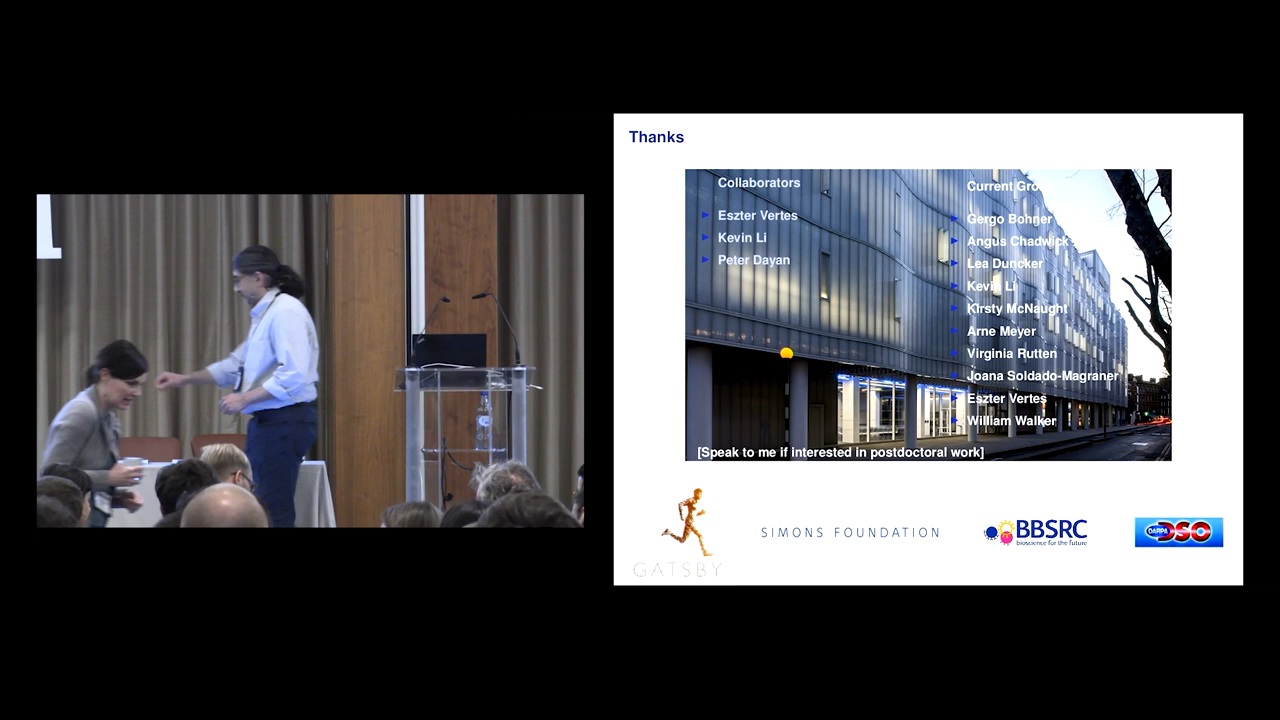 Thanks
Collaborators
Eszter Vertes
Kevin Li
Peter Dayan
Current Gro
Gergo Bohner
Angus Chadwick
Lea Duncker
Kevin Li
Kirsty McNaught
Arne Meyer
Virginia Rutten
Joana Soldado-Magraner
Eszter Vertes
William Walker
[Speak to me if interested in postdoctoral work]
GATSBY
SIMONS FOUNDATION
BBSRC
bioscience for the future
DARPA DSO